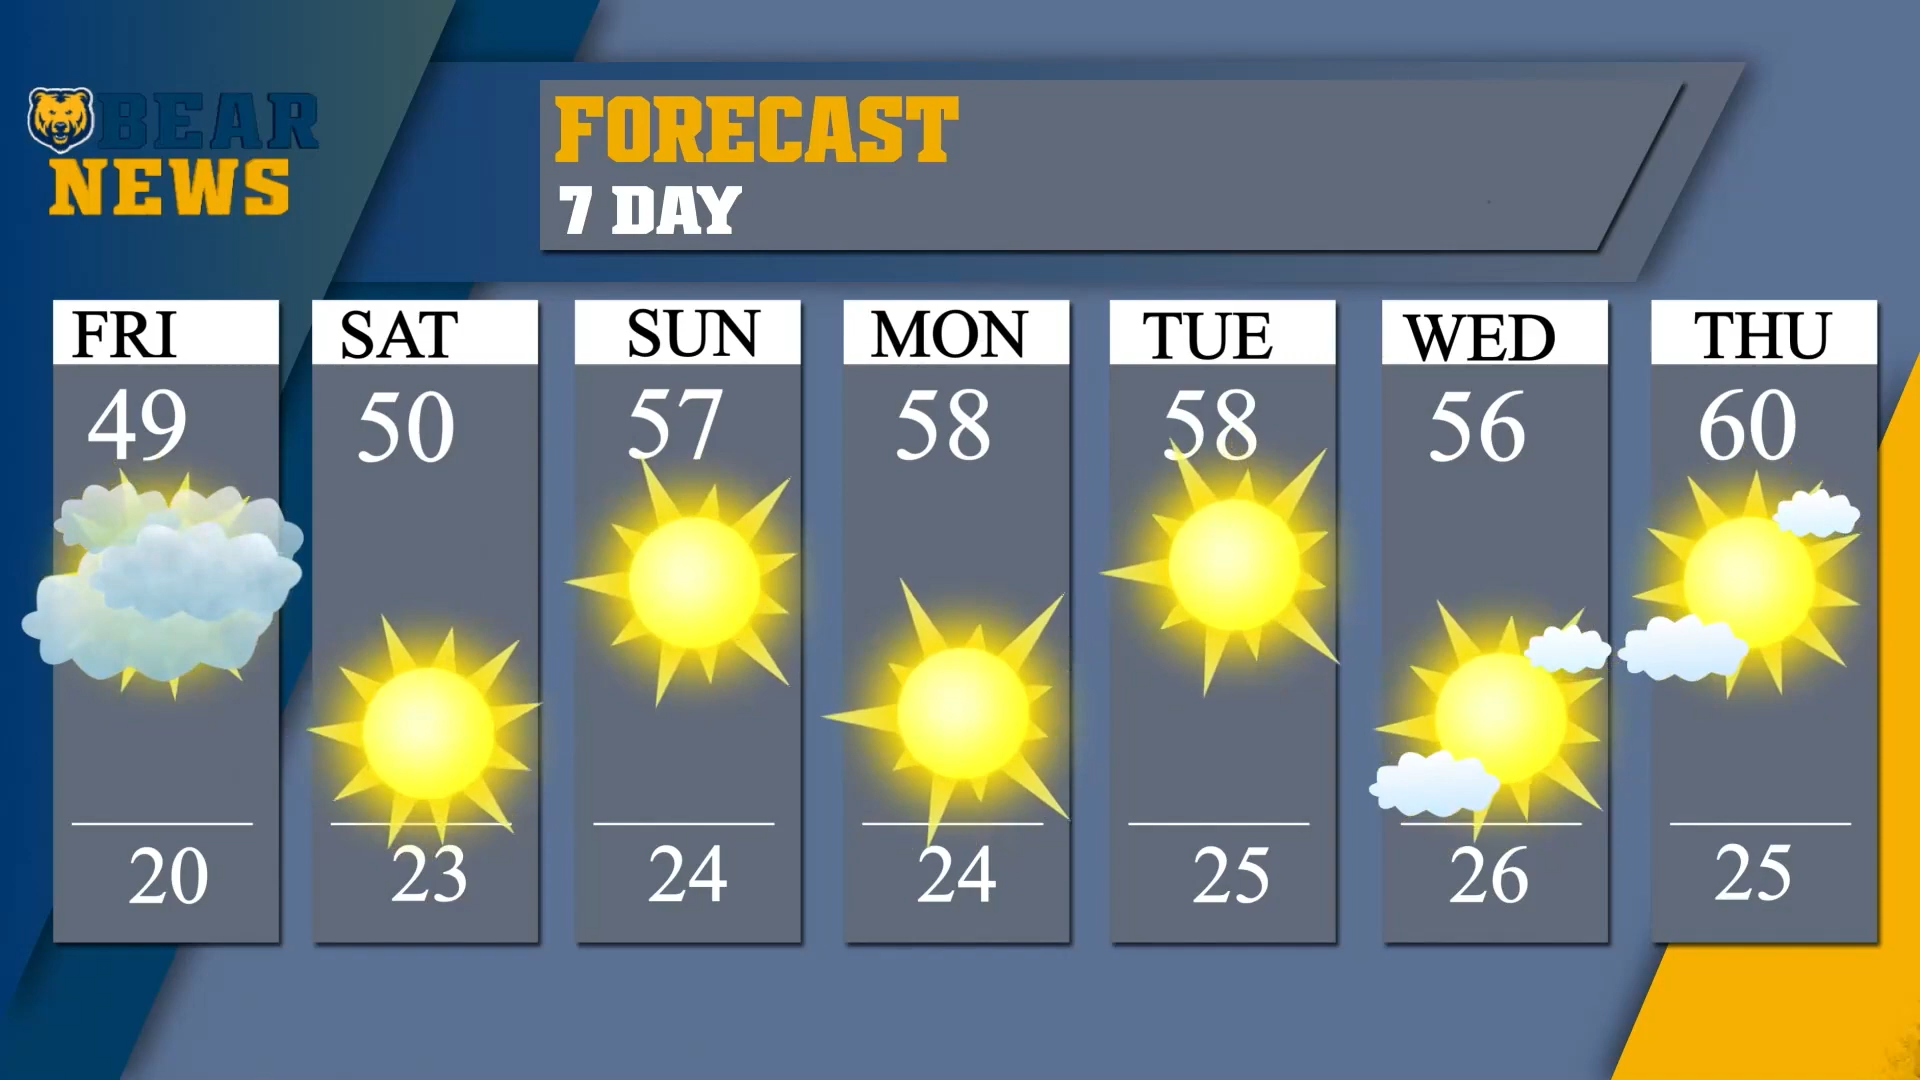 BEAR
NEWS
FORECAST
7 DAY
FRI SAT SUN MON TUE WED THU
49 50 57 58 58 56 60
20 23 24 24 25 26 25